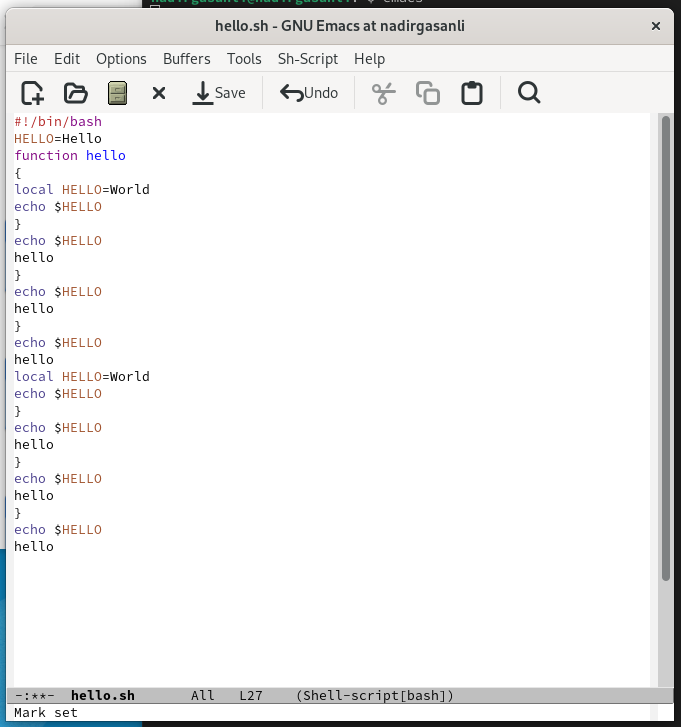 hello.sh - GNU Emacs at nadirgasanli
File Edit Options Buffers Tools Sh-Script Help
Save Undo
#!/bin/bash
HELLO=Hello
function hello
{
local HELLO=World
echo $HELLO
}
echo $HELLO
hello
}
echo $HELLO
hello
}
echo $HELLO
hello
local HELLO=World
echo $HELLO
}
echo $HELLO
hello
}
echo $HELLO
hello
}
echo $HELLO
hello
-:**- hello.sh All L27 (Shell-script[bash])
Mark set